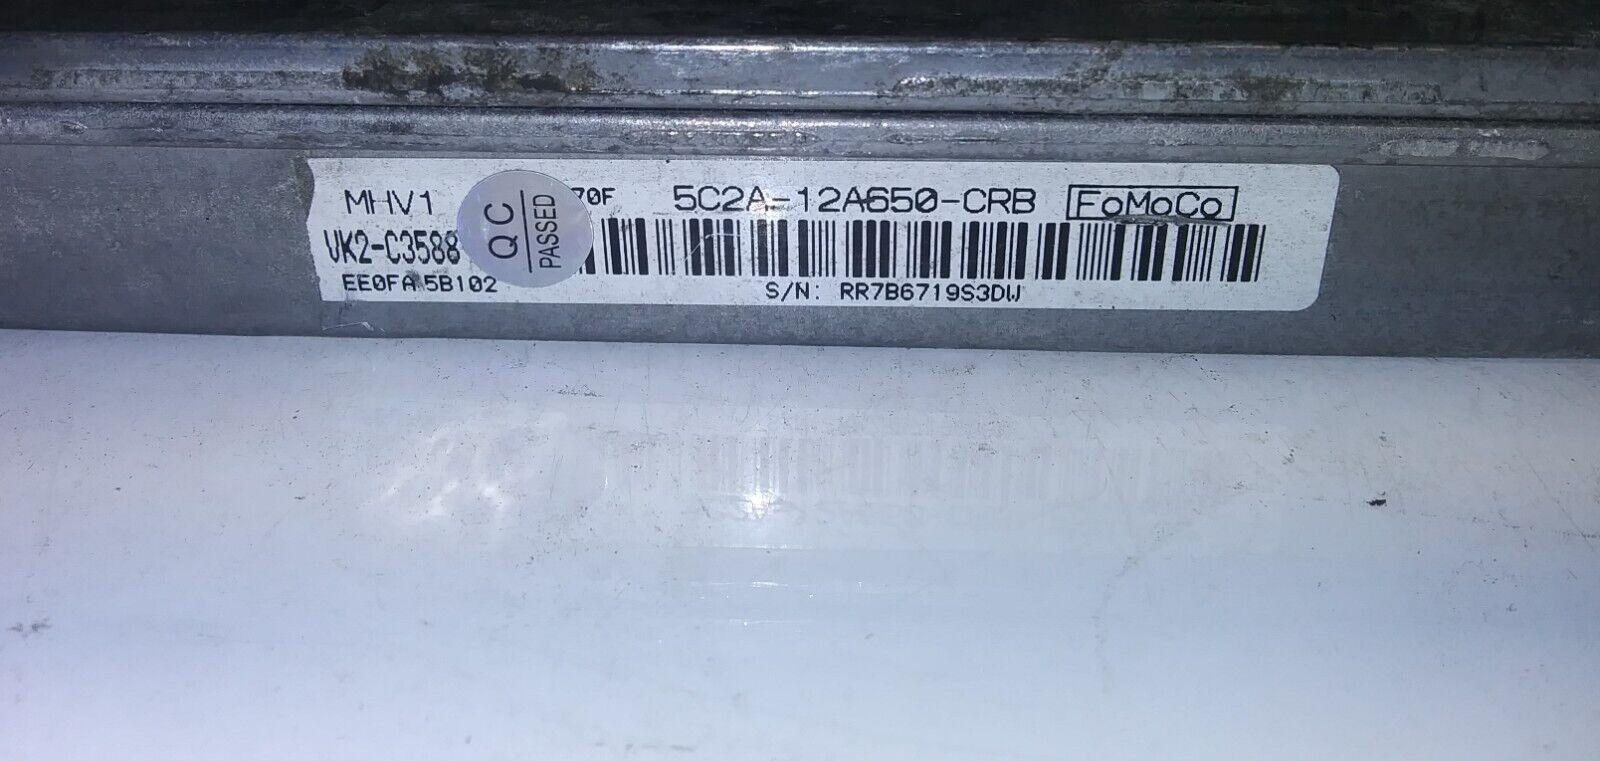 MHV1 70F 5C2A-12A650-CRB FoMoCo
QC PASSED
VK2-C3588
EE0FA 5B102 S/N: RR7B6719S3DW